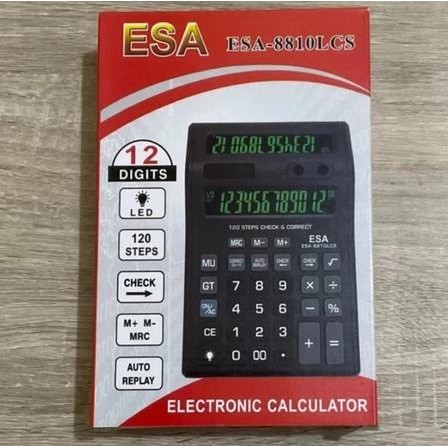 ESA ESA-8810LCS
12
DIGITS
LED
120
STEPS
CHECK
M+ M-
MRC
AUTO
REPLAY
123456789012
120 STEPS CHECK & CORRECT
MRC M- M+ ESA
ESA-8810LCS
MU CORRECT AUTO REPLAY CHECK CHECK √
GT 7 8 9 × ÷
ON/AC 4 5 6 - %
CE 1 2 3 + =
0 00 ·
ELECTRONIC CALCULATOR